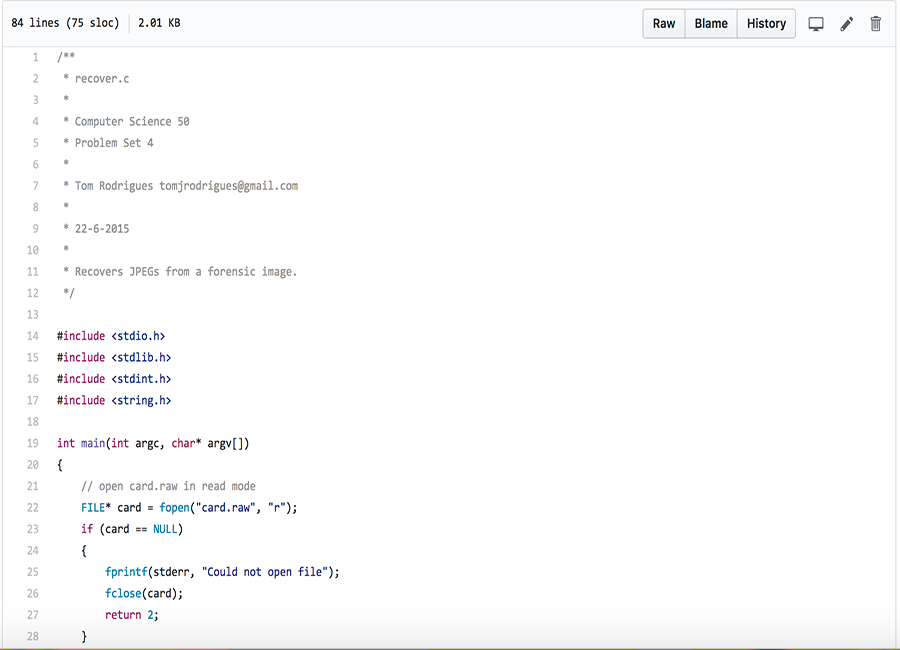 84 lines (75 sloc) 2.01 KB Raw Blame History
1 /**
2  * recover.c
3  *
4  * Computer Science 50
5  * Problem Set 4
6  *
7  * Tom Rodrigues tomjrodrigues@gmail.com
8  *
9  * 22-6-2015
10  *
11  * Recovers JPEGs from a forensic image.
12  */
13
14 #include <stdio.h>
15 #include <stdlib.h>
16 #include <stdint.h>
17 #include <string.h>
18
19 int main(int argc, char* argv[])
20 {
21     // open card.raw in read mode
22     FILE* card = fopen("card.raw", "r");
23     if (card == NULL)
24     {
25         fprintf(stderr, "Could not open file");
26         fclose(card);
27         return 2;
28     }